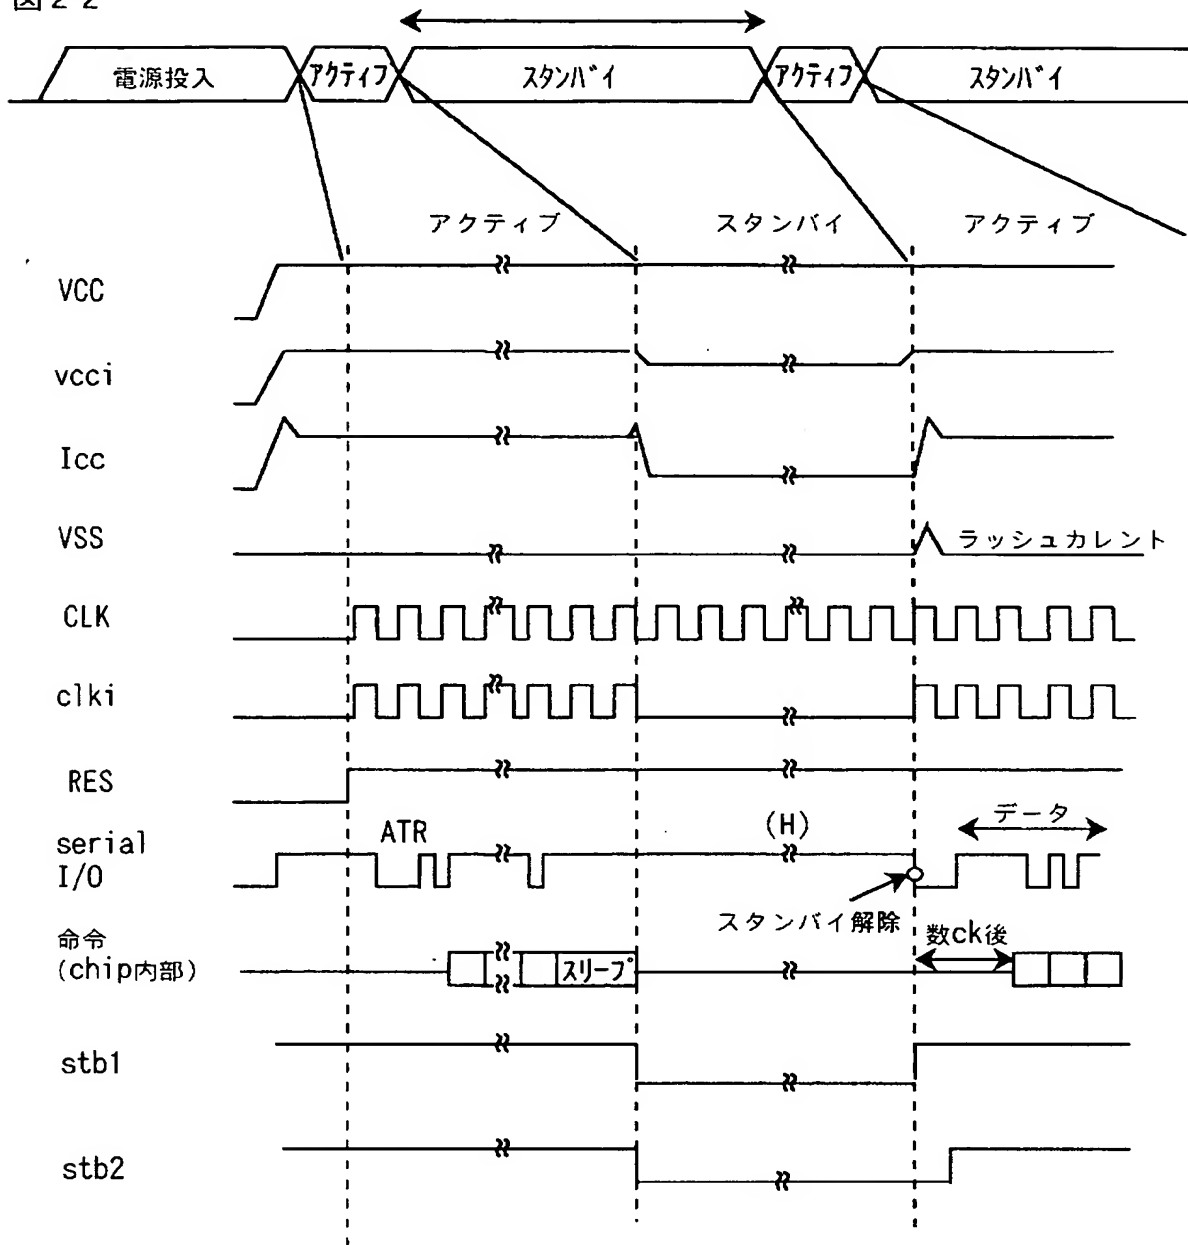 図22
電源投入 アクティブ スタンバイ アクティブ スタンバイ
アクティブ スタンバイ アクティブ
VCC
vcci
Icc
VSS ラッシュカレント
CLK
clki
RES
serial I/O ATR (H) データ
スタンバイ解除
命令 数ck後
(chip内部) スリープ
stb1
stb2